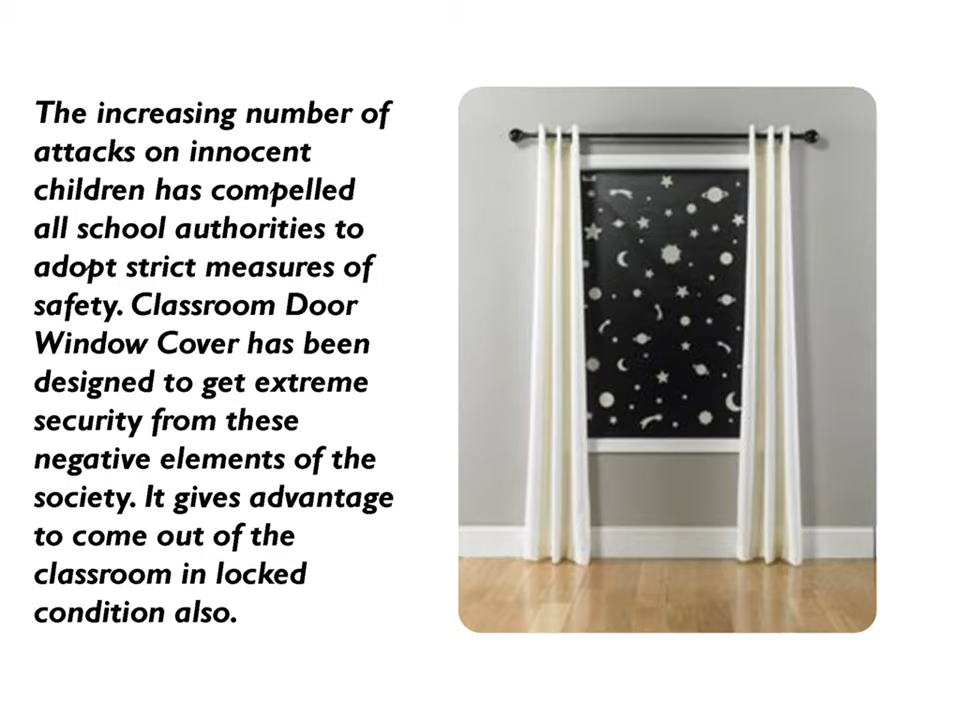 The increasing number of
attacks on innocent
children has compelled
all school authorities to
adopt strict measures of
safety. Classroom Door
Window Cover has been
designed to get extreme
security from these
negative elements of the
society. It gives advantage
to come out of the
classroom in locked
condition also.